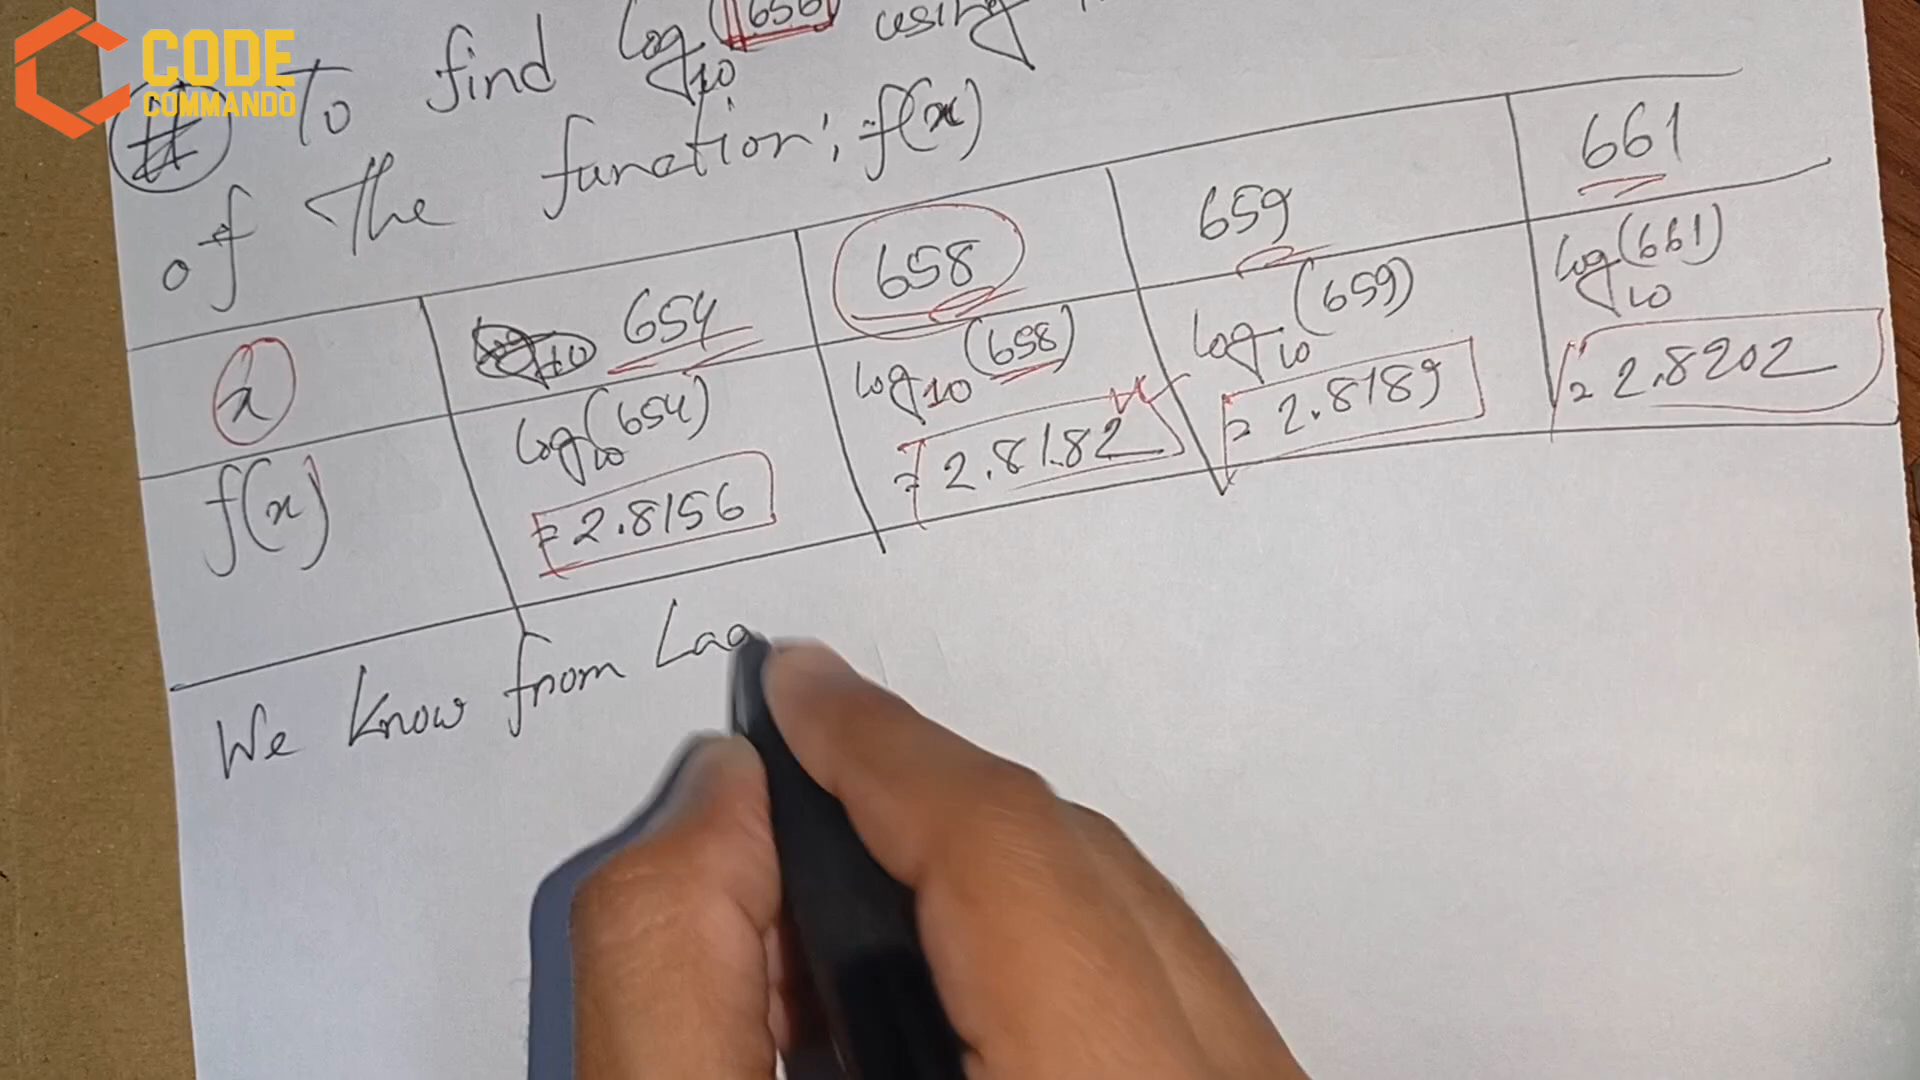 CODE
COMMANDO
# To find log10(656) using
of the function; f(x)
x 654 658 659 661
f(x) log10(654) log10(658) log10(659) log10(661)
= 2.8156 = 2.8182 = 2.8189 = 2.8202
We know from Lag